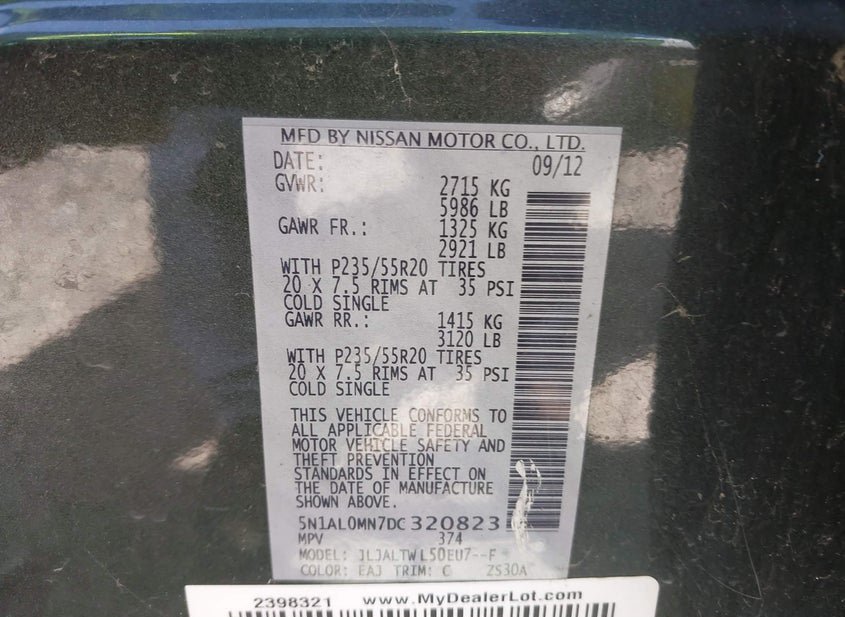 MFD BY NISSAN MOTOR CO., LTD.
DATE: 09/12
GVWR: 2715 KG
5986 LB
GAWR FR.: 1325 KG
2921 LB
WITH P235/55R20 TIRES
20 X 7.5 RIMS AT 35 PSI
COLD SINGLE
GAWR RR.: 1415 KG
3120 LB
WITH P235/55R20 TIRES
20 X 7.5 RIMS AT 35 PSI
COLD SINGLE
THIS VEHICLE CONFORMS TO
ALL APPLICABLE FEDERAL
MOTOR VEHICLE SAFETY AND
THEFT PREVENTION
STANDARDS IN EFFECT ON
THE DATE OF MANUFACTURE
SHOWN ABOVE.
5N1AL0MN7DC320823
MPV 374
MODEL: JLJALTWL50EU7--F
COLOR: EAJ TRIM: C ZS30A
2398321 www.MyDealerLot.com